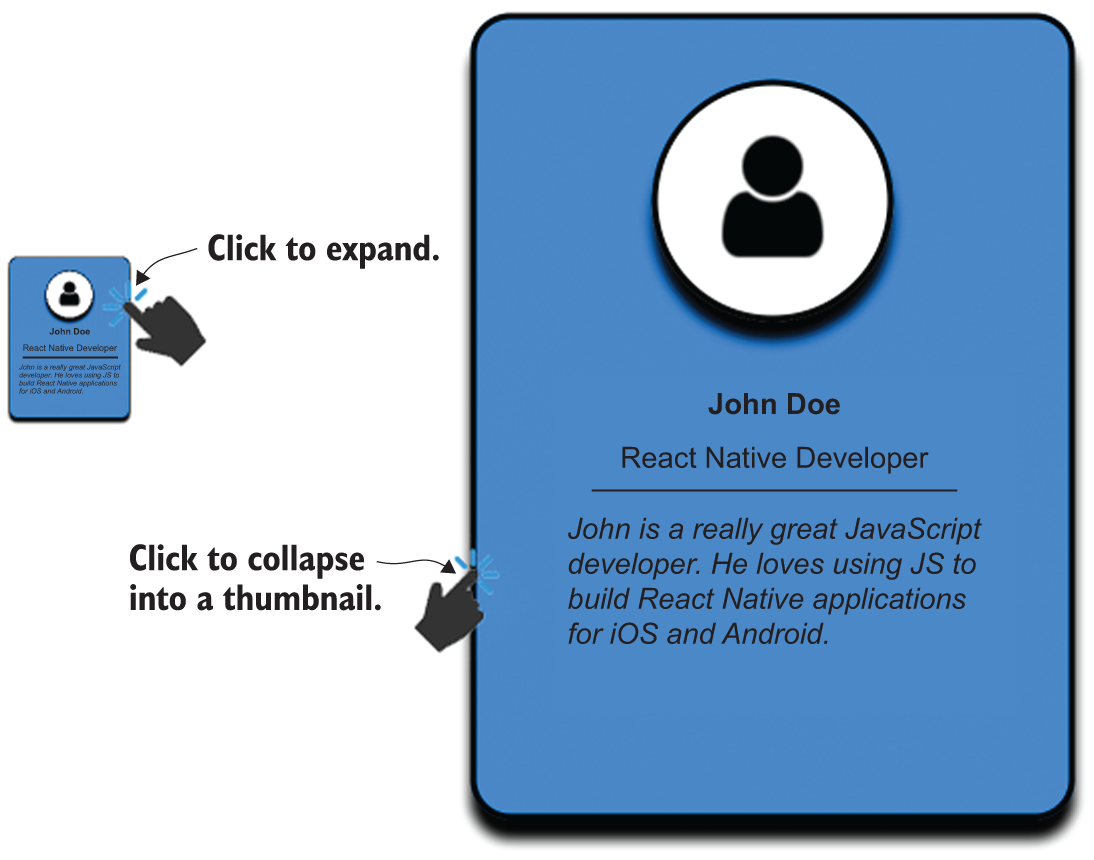 Click to expand.
John Doe
React Native Developer
John is a really great JavaScript
developer. He loves using JS to
build React Native applications
for iOS and Android.
Click to collapse
into a thumbnail.
John Doe
React Native Developer
John is a really great JavaScript
developer. He loves using JS to
build React Native applications
for iOS and Android.